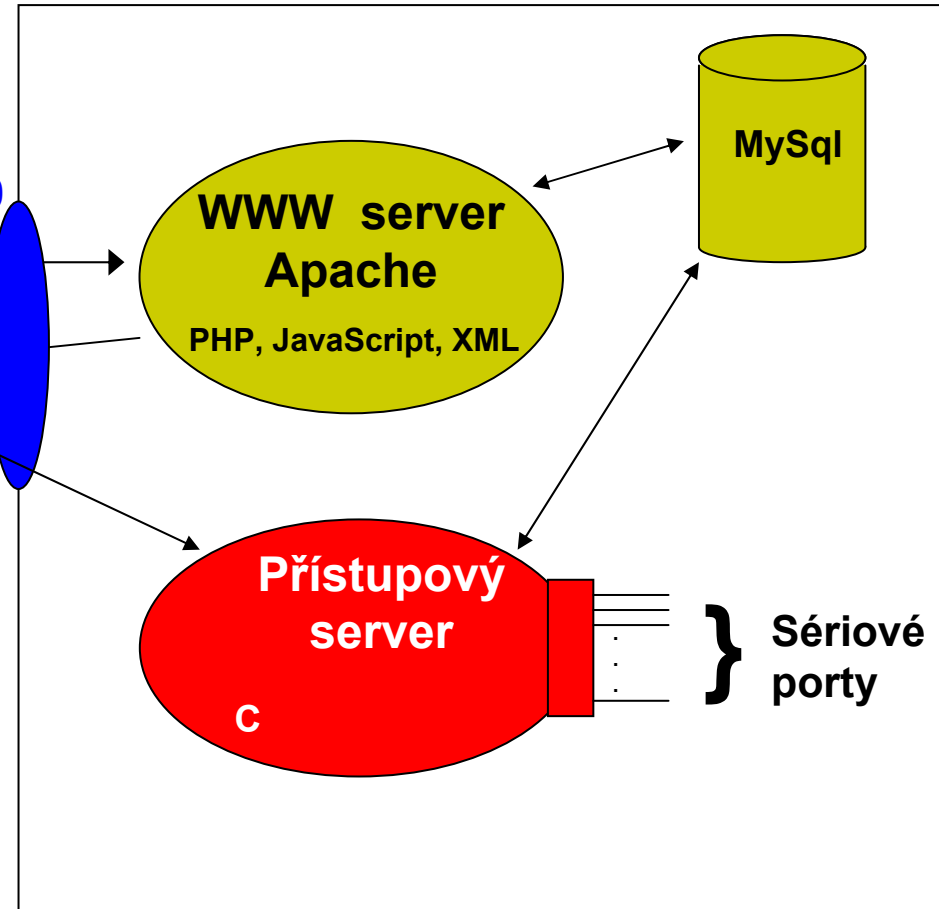 MySql
WWW server
Apache
PHP, JavaScript, XML
Přístupový
server
C
Sériové
porty